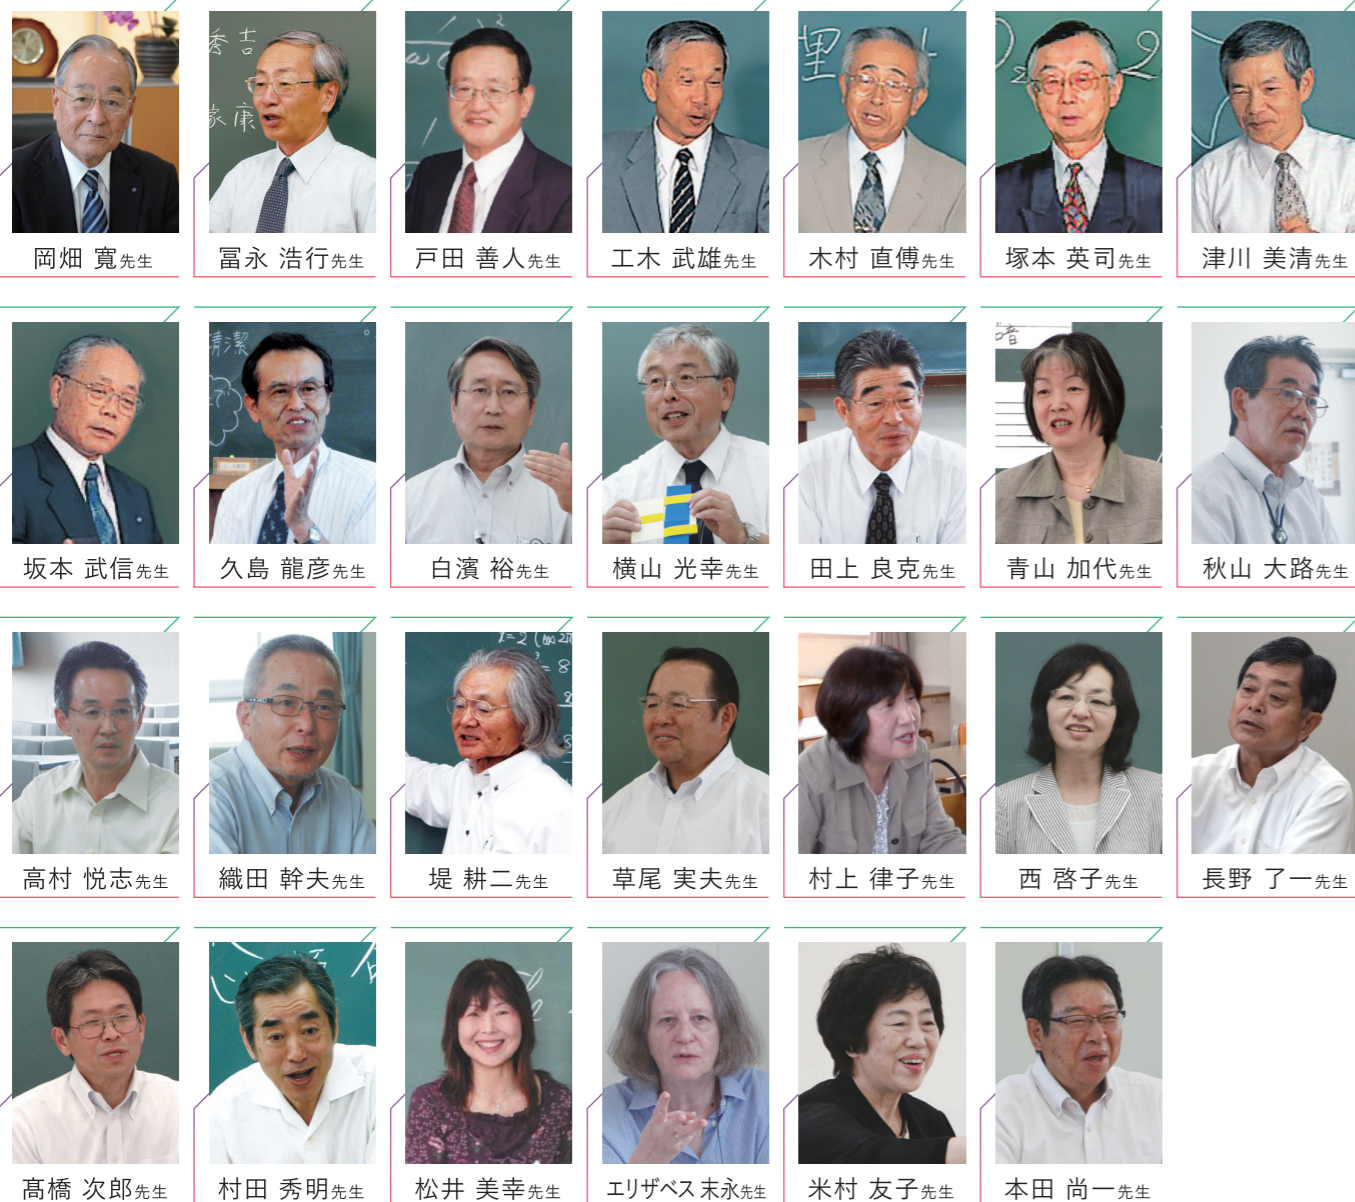 秀吉
家康
岡畑 寛先生
冨永 浩行先生
戸田 善人先生
工木 武雄先生
木村 直傅先生
塚本 英司先生
津川 美清先生
清潔
坂本 武信先生
久島 龍彦先生
白濱 裕先生
横山 光幸先生
田上 良克先生
青山 加代先生
秋山 大路先生
高村 悦志先生
織田 幹夫先生
堤 耕二先生
草尾 実夫先生
村上 律子先生
西 啓子先生
長野 了一先生
髙橋 次郎先生
村田 秀明先生
松井 美幸先生
エリザベス 末永先生
米村 友子先生
本田 尚一先生